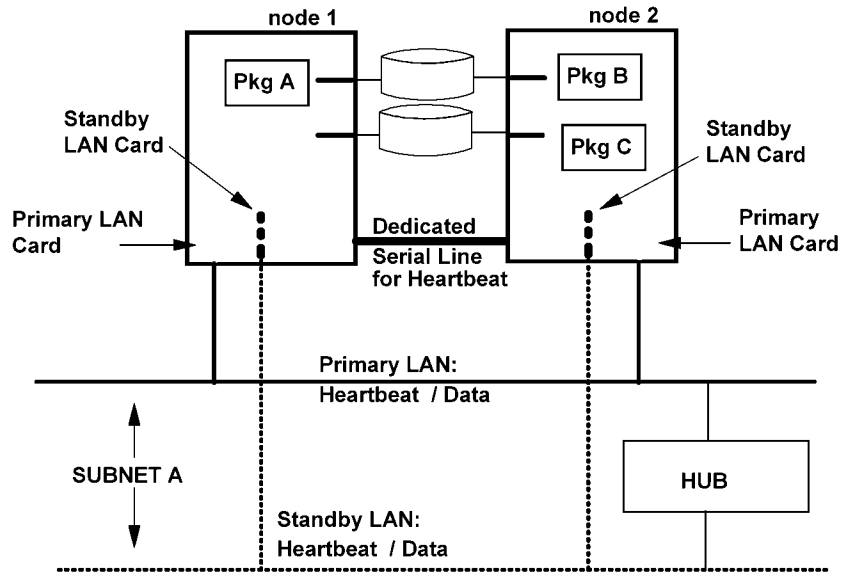 node 1
node 2
Pkg A
Pkg B
Pkg C
Standby
LAN Card
Standby
LAN Card
Primary LAN
Card
Primary
LAN Card
Dedicated
Serial Line
for Heartbeat
Primary LAN:
Heartbeat / Data
SUBNET A
HUB
Standby LAN:
Heartbeat / Data